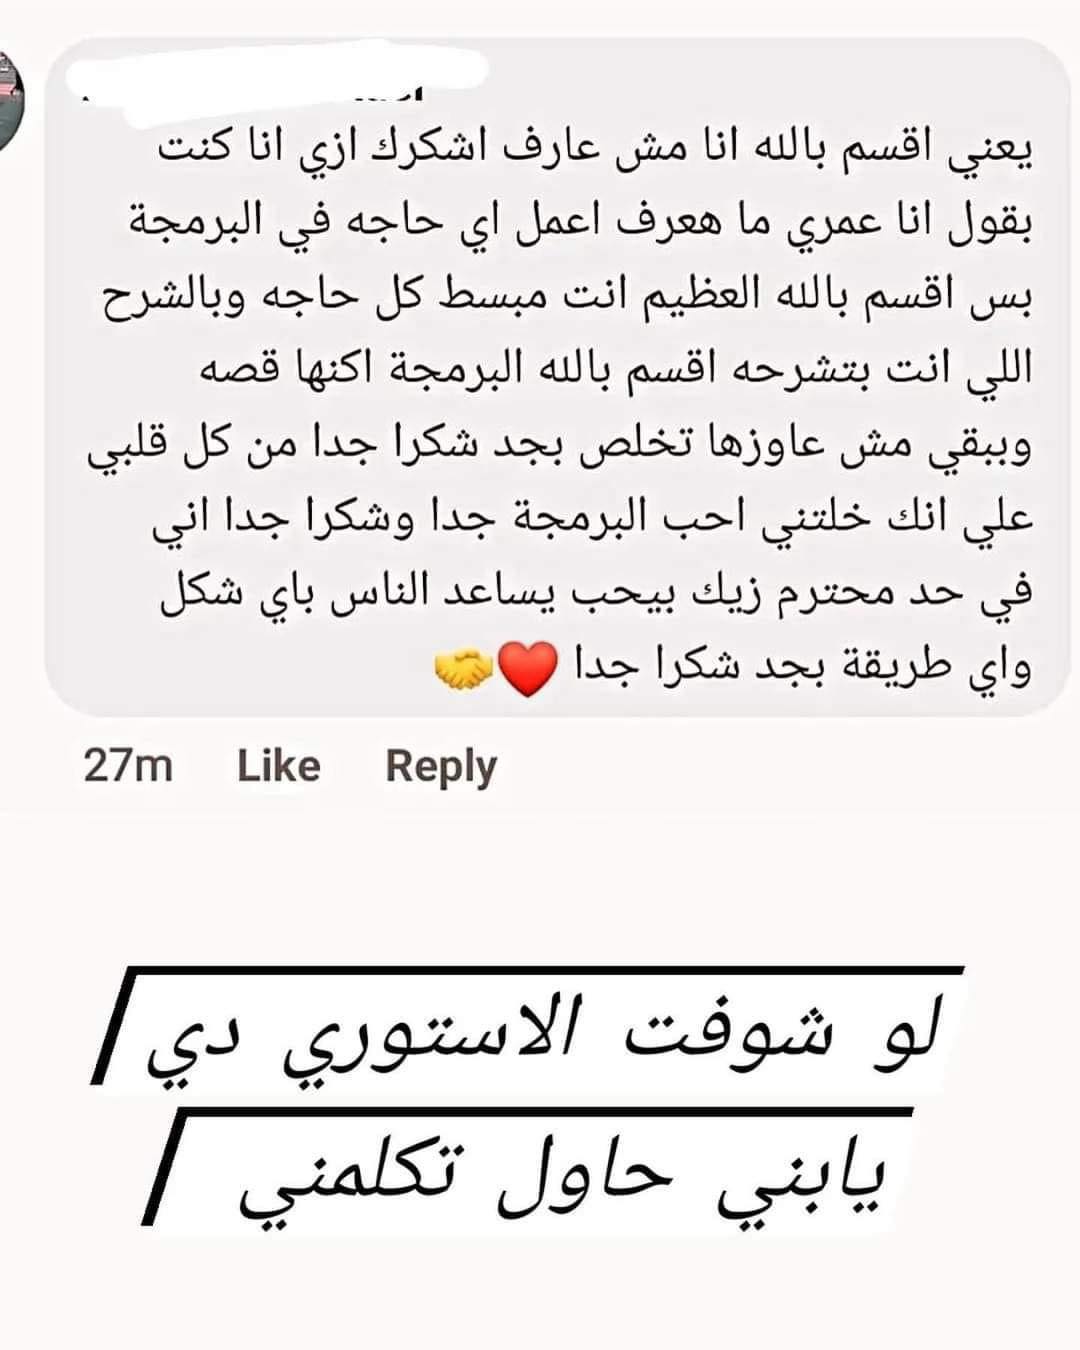 يعني اقسم بالله انا مش عارف اشكرك ازي انا كنت
بقول انا عمري ما هعرف اعمل اي حاجه في البرمجة
بس اقسم بالله العظيم انت مبسط كل حاجه وبالشرح
اللي انت بتشرحه اقسم بالله البرمجة اكنها قصه
وببقي مش عاوزها تخلص بجد شكرا جدا من كل قلبي
علي انك خلتني احب البرمجة جدا وشكرا جدا اني
في حد محترم زيك بيحب يساعد الناس باي شكل
واي طريقة بجد شكرا جدا ❤️🤝
27m Like Reply
لو شوفت الاستوري دي
يابني حاول تكلمني